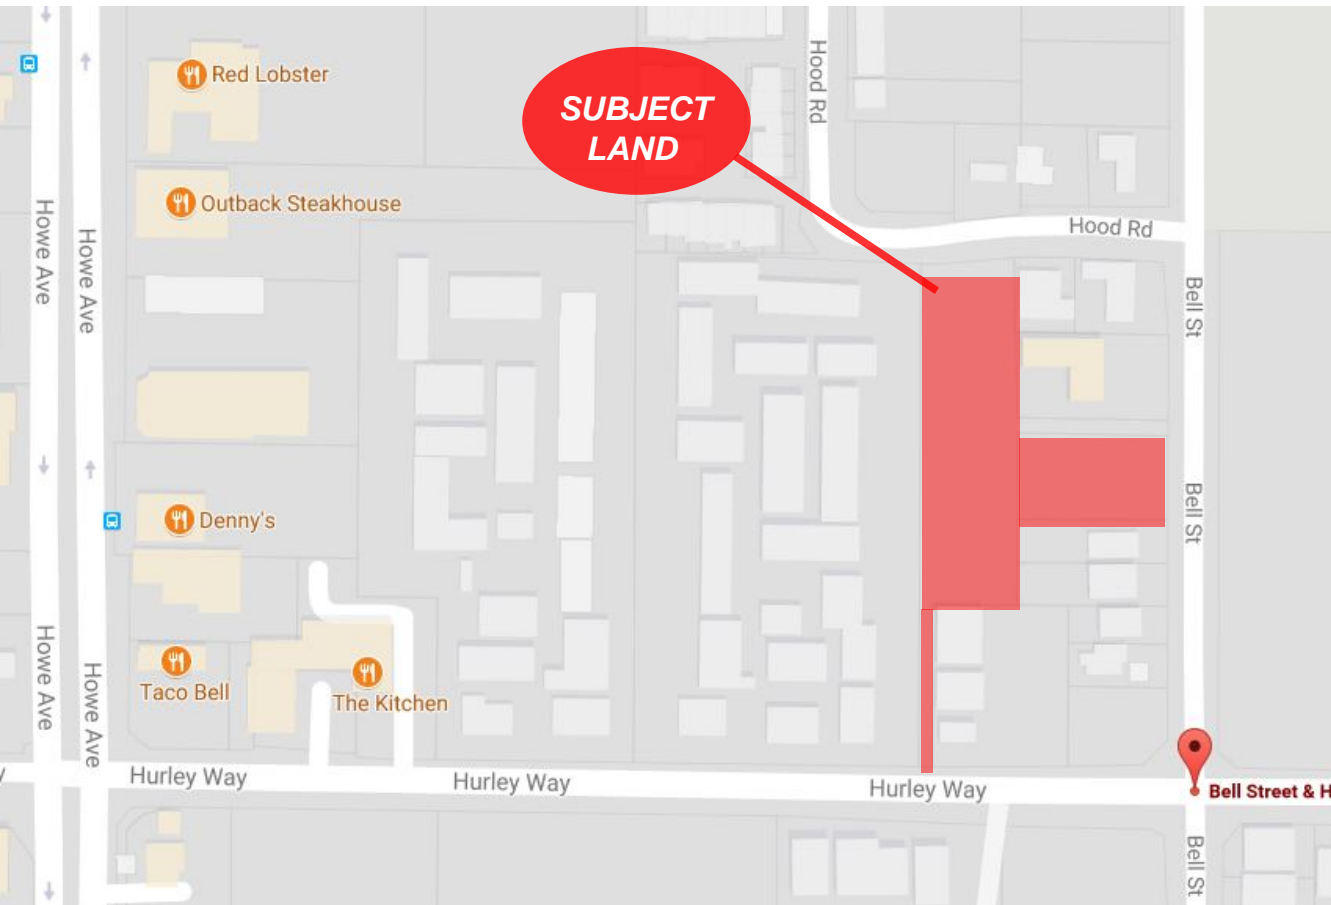 Red Lobster
SUBJECT
LAND
Hood Rd
Outback Steakhouse
Howe Ave
Howe Ave
Hood Rd
Bell St
Denny's
Bell St
Howe Ave
Howe Ave
Taco Bell
The Kitchen
Hurley Way
Hurley Way
Hurley Way
Bell Street & H
Bell St